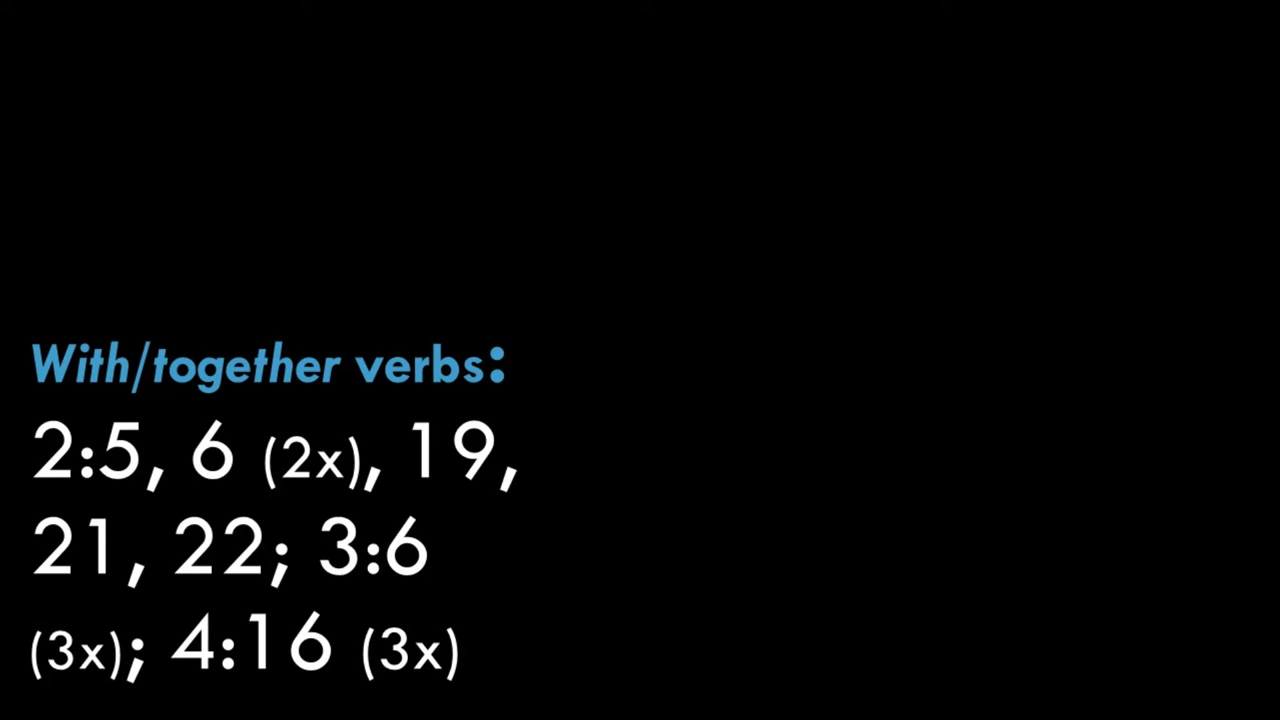 With/together verbs:
2:5, 6 (2x), 19,
21, 22; 3:6
(3x); 4:16 (3x)